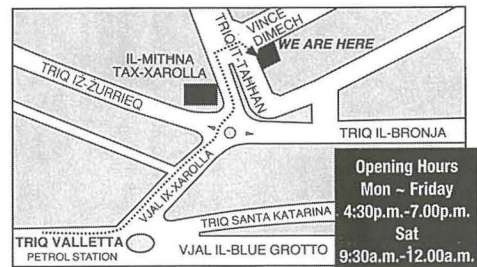 VINCE
DIMECH
WE ARE HERE
TRIQ IT-TAHHAN
IL-MITHNA
TAX-XAROLLA
TRIQ IŻ-ŻURRIEQ
TRIQ IL-BRONJA
VJAL IX-XAROLLA
TRIQ SANTA KATARINA
TRIQ VALLETTA
PETROL STATION
VJAL IL-BLUE GROTTO
Opening Hours
Mon ~ Friday
4:30p.m.-7.00p.m.
Sat
9:30a.m.-12.00a.m.